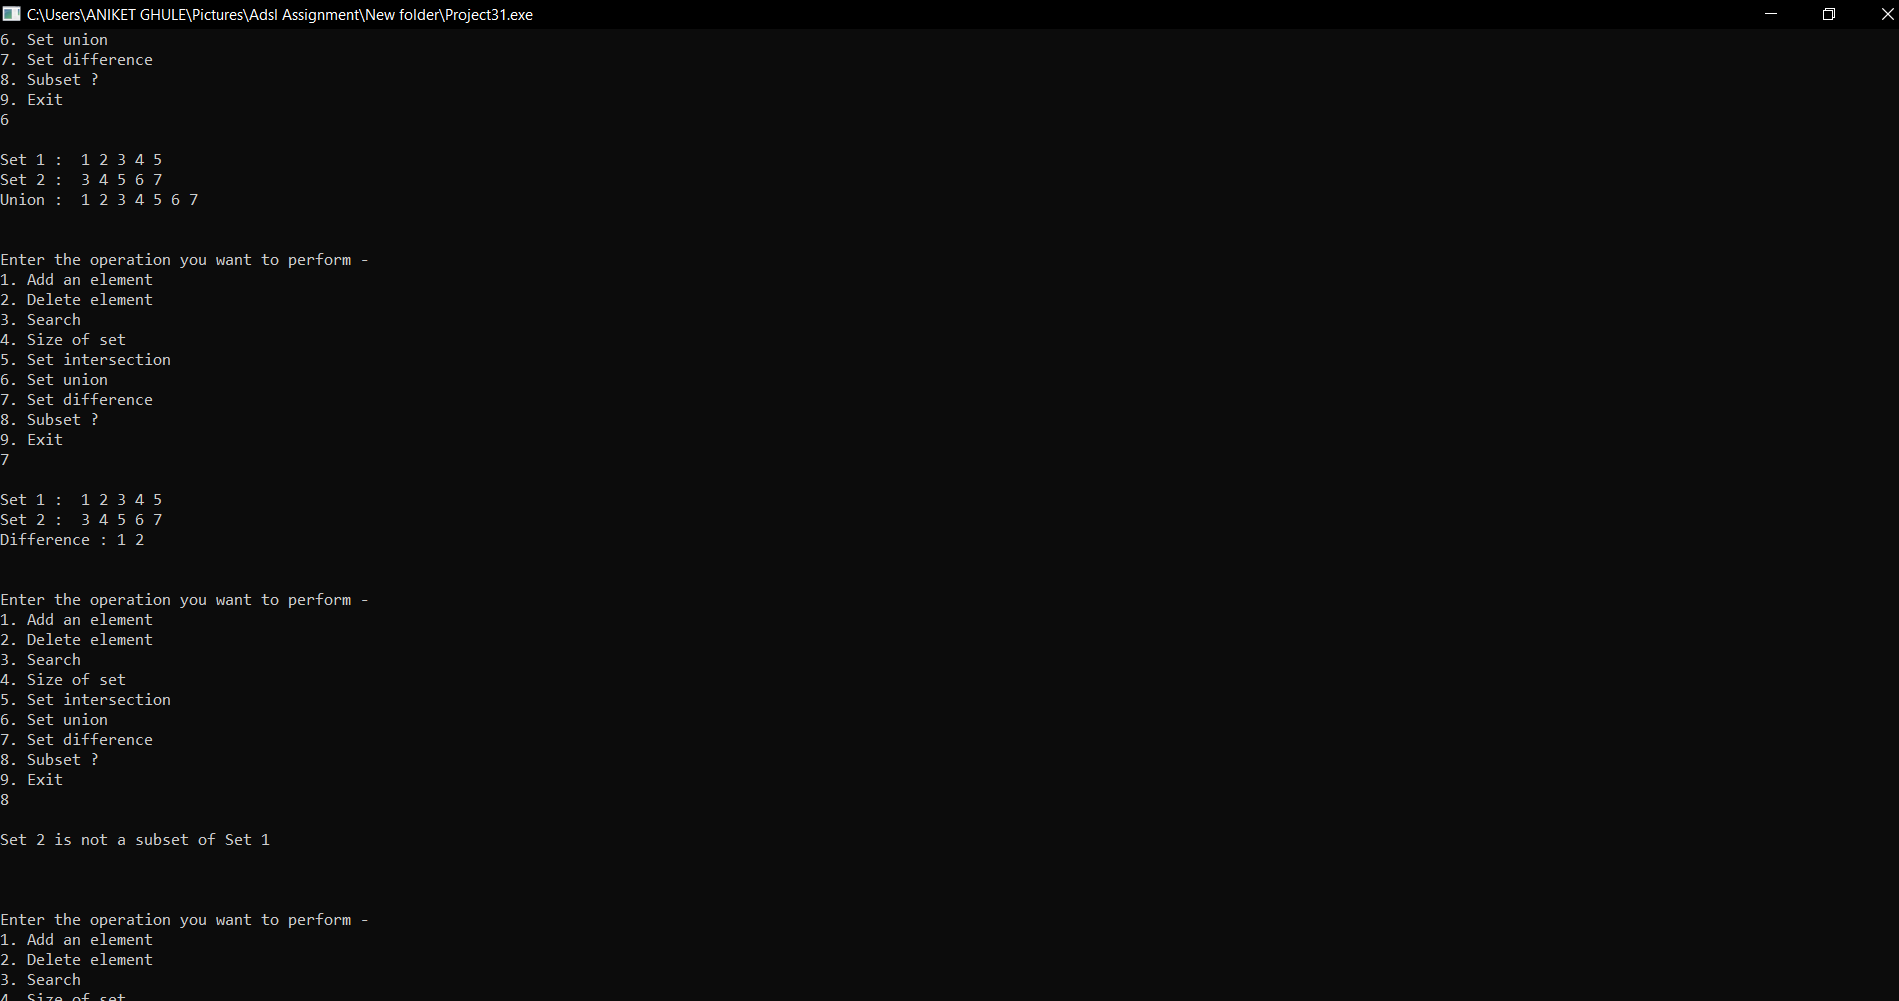 C:\Users\ANIKET GHULE\Pictures\Adsl Assignment\New folder\Project31.exe
6. Set union
7. Set difference
8. Subset ?
9. Exit
6
Set 1 :  1 2 3 4 5
Set 2 :  3 4 5 6 7
Union :  1 2 3 4 5 6 7
Enter the operation you want to perform -
1. Add an element
2. Delete element
3. Search
4. Size of set
5. Set intersection
6. Set union
7. Set difference
8. Subset ?
9. Exit
7
Set 1 :  1 2 3 4 5
Set 2 :  3 4 5 6 7
Difference : 1 2
Enter the operation you want to perform -
1. Add an element
2. Delete element
3. Search
4. Size of set
5. Set intersection
6. Set union
7. Set difference
8. Subset ?
9. Exit
8
Set 2 is not a subset of Set 1
Enter the operation you want to perform -
1. Add an element
2. Delete element
3. Search
4. Size of set